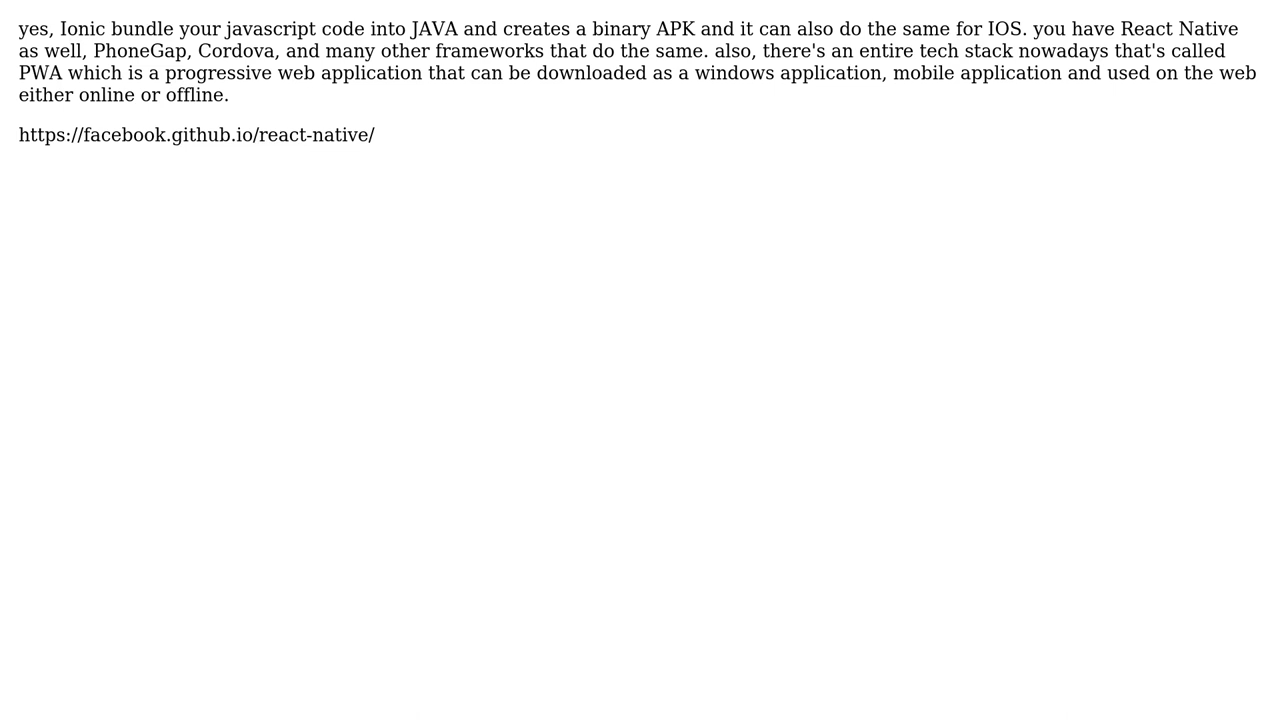 yes, Ionic bundle your javascript code into JAVA and creates a binary APK and it can also do the same for IOS. you have React Native
as well, PhoneGap, Cordova, and many other frameworks that do the same. also, there's an entire tech stack nowadays that's called
PWA which is a progressive web application that can be downloaded as a windows application, mobile application and used on the web
either online or offline.
https://facebook.github.io/react-native/